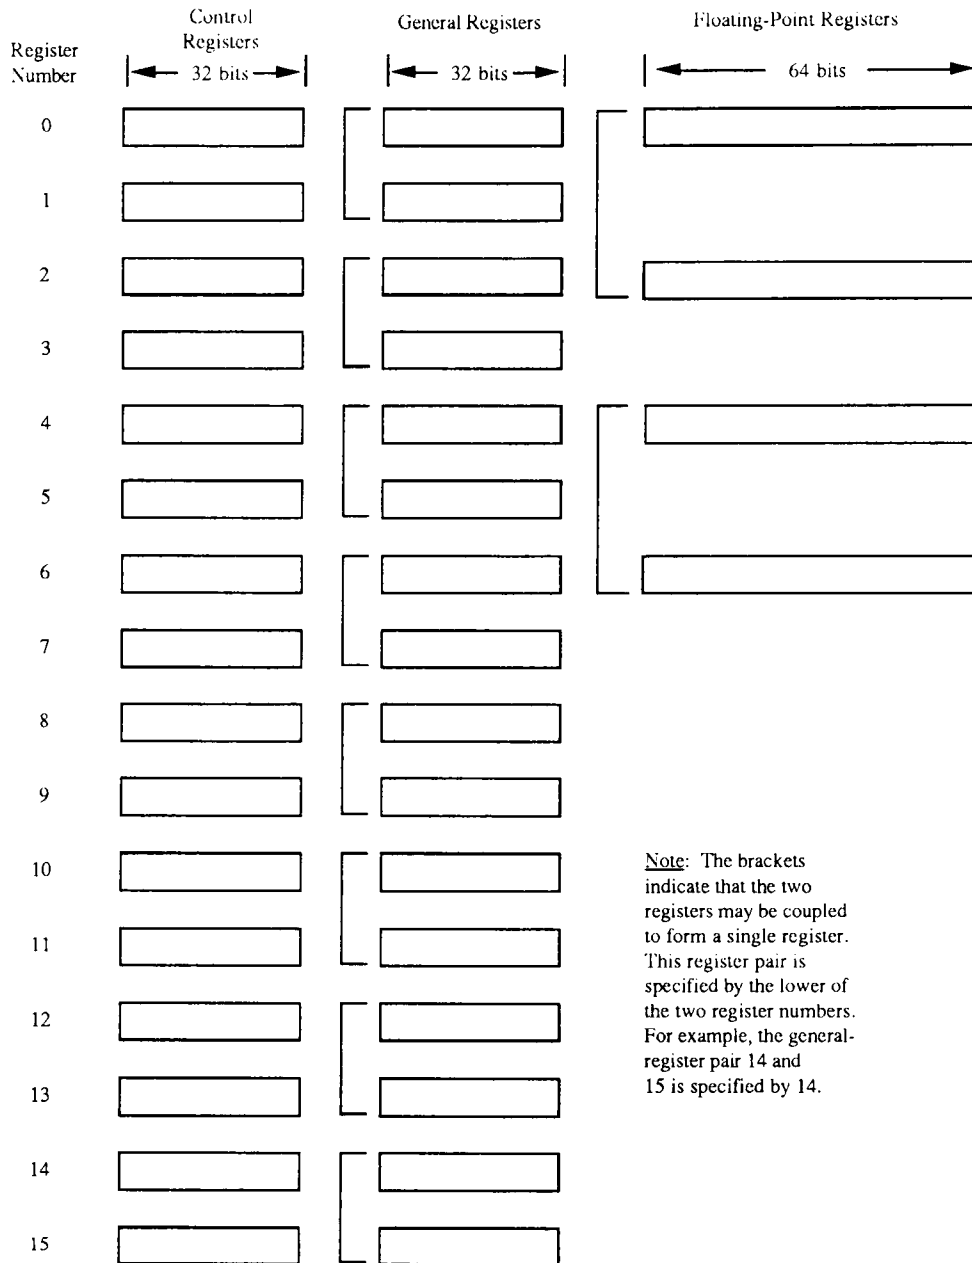 Control
Registers
General Registers
Floating-Point Registers
Register
Number
32 bits
32 bits
64 bits
0
1
2
3
4
5
6
7
8
9
10
11
12
13
14
15
Note: The brackets
indicate that the two
registers may be coupled
to form a single register.
This register pair is
specified by the lower of
the two register numbers.
For example, the general-
register pair 14 and
15 is specified by 14.